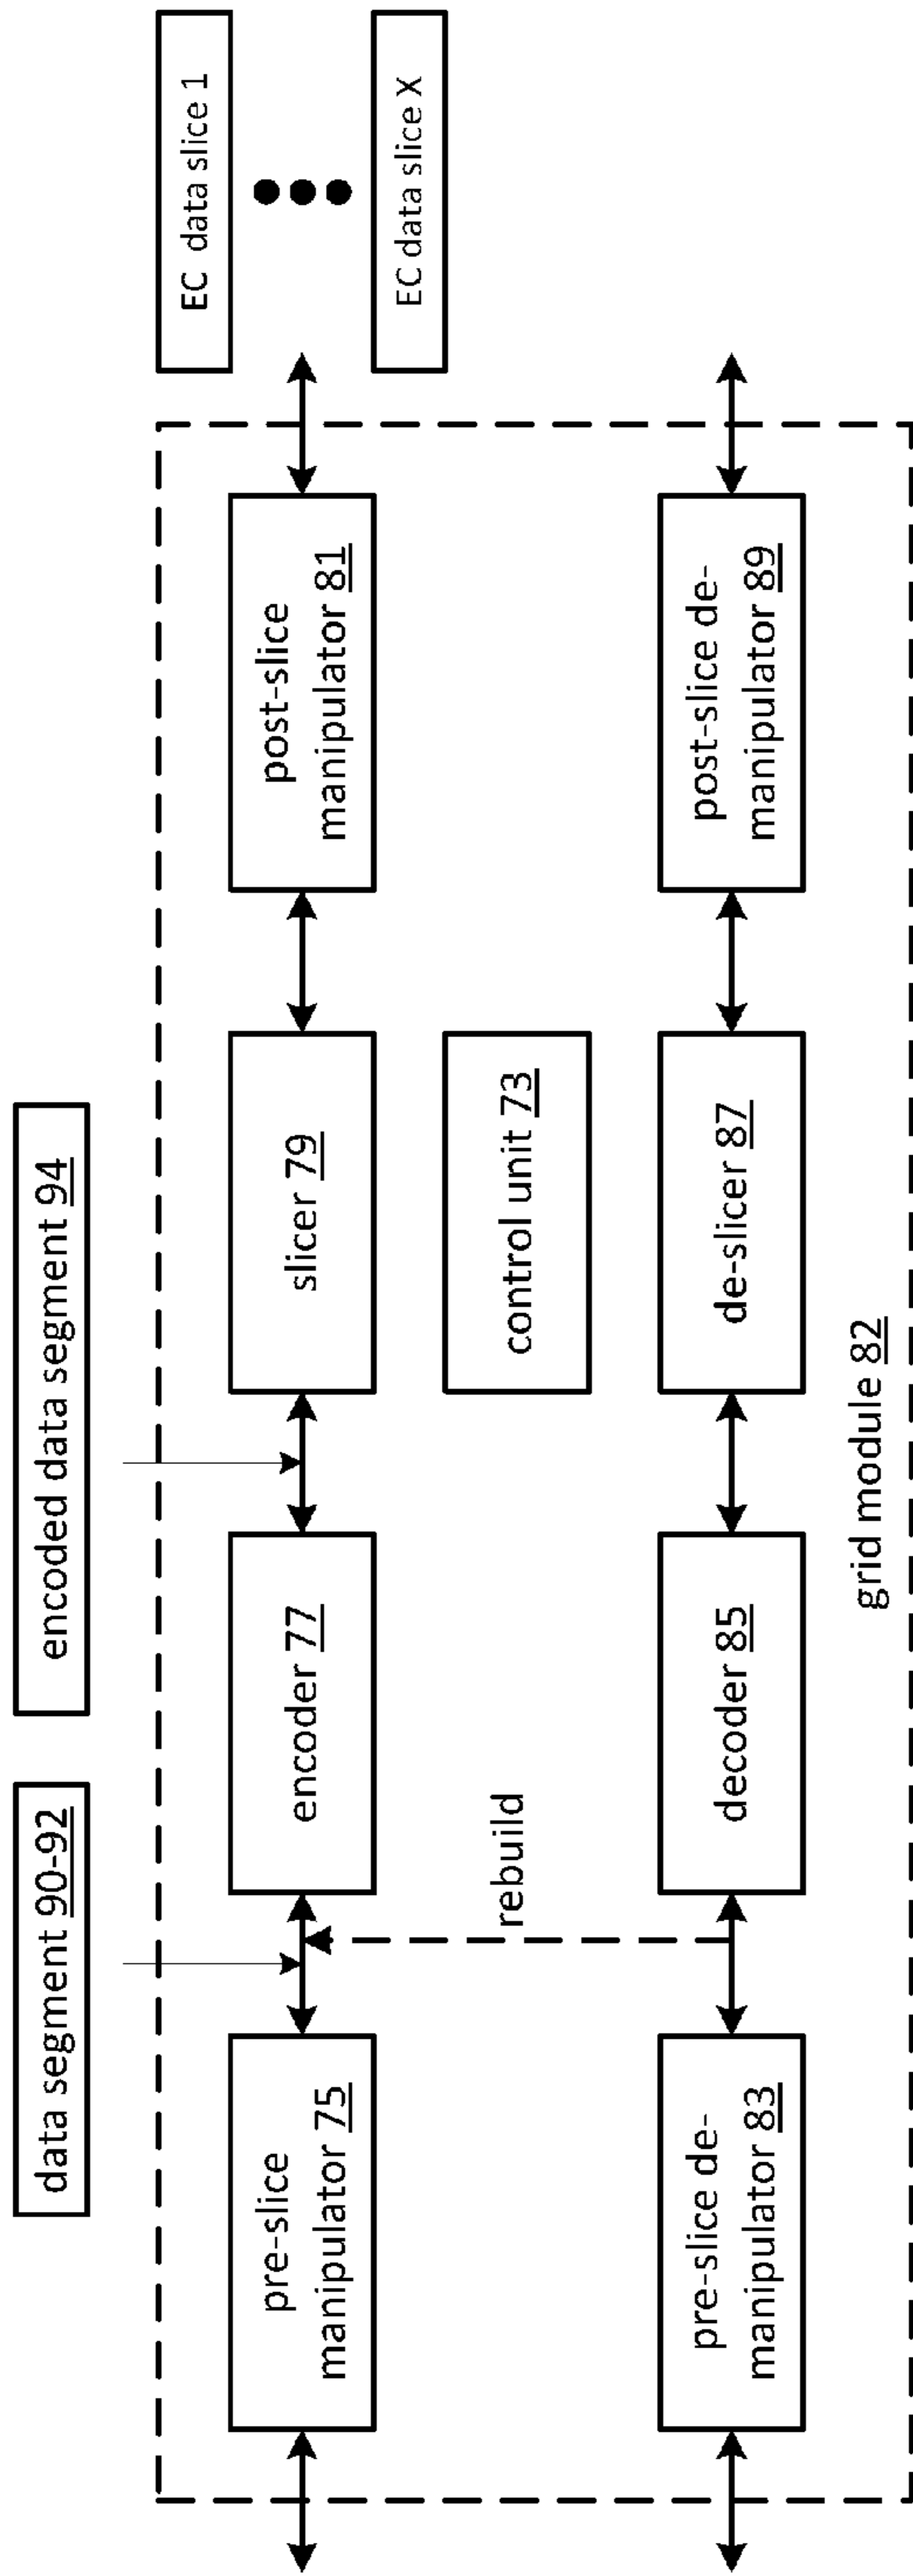 data segment 90-92
encoded data segment 94
EC data slice 1
pre-slice
manipulator 75
encoder 77
slicer 79
post-slice
manipulator 81
EC data slice X
rebuild
control unit 73
pre-slice de-
manipulator 83
decoder 85
de-slicer 87
post-slice de-
manipulator 89
grid module 82